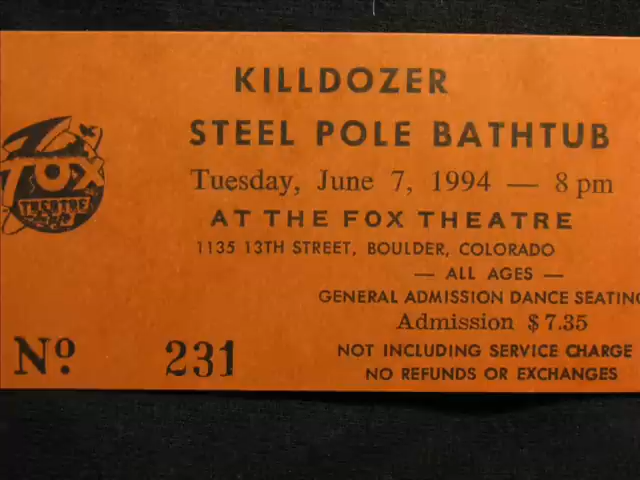 KILLDOZER
STEEL POLE BATHTUB
Tuesday, June 7, 1994 — 8 pm
FOX
THEATRE
AT THE FOX THEATRE
1135 13TH STREET, BOULDER, COLORADO
— ALL AGES —
GENERAL ADMISSION DANCE SEATING
Admission $7.35
Nº. 231
NOT INCLUDING SERVICE CHARGE
NO REFUNDS OR EXCHANGES